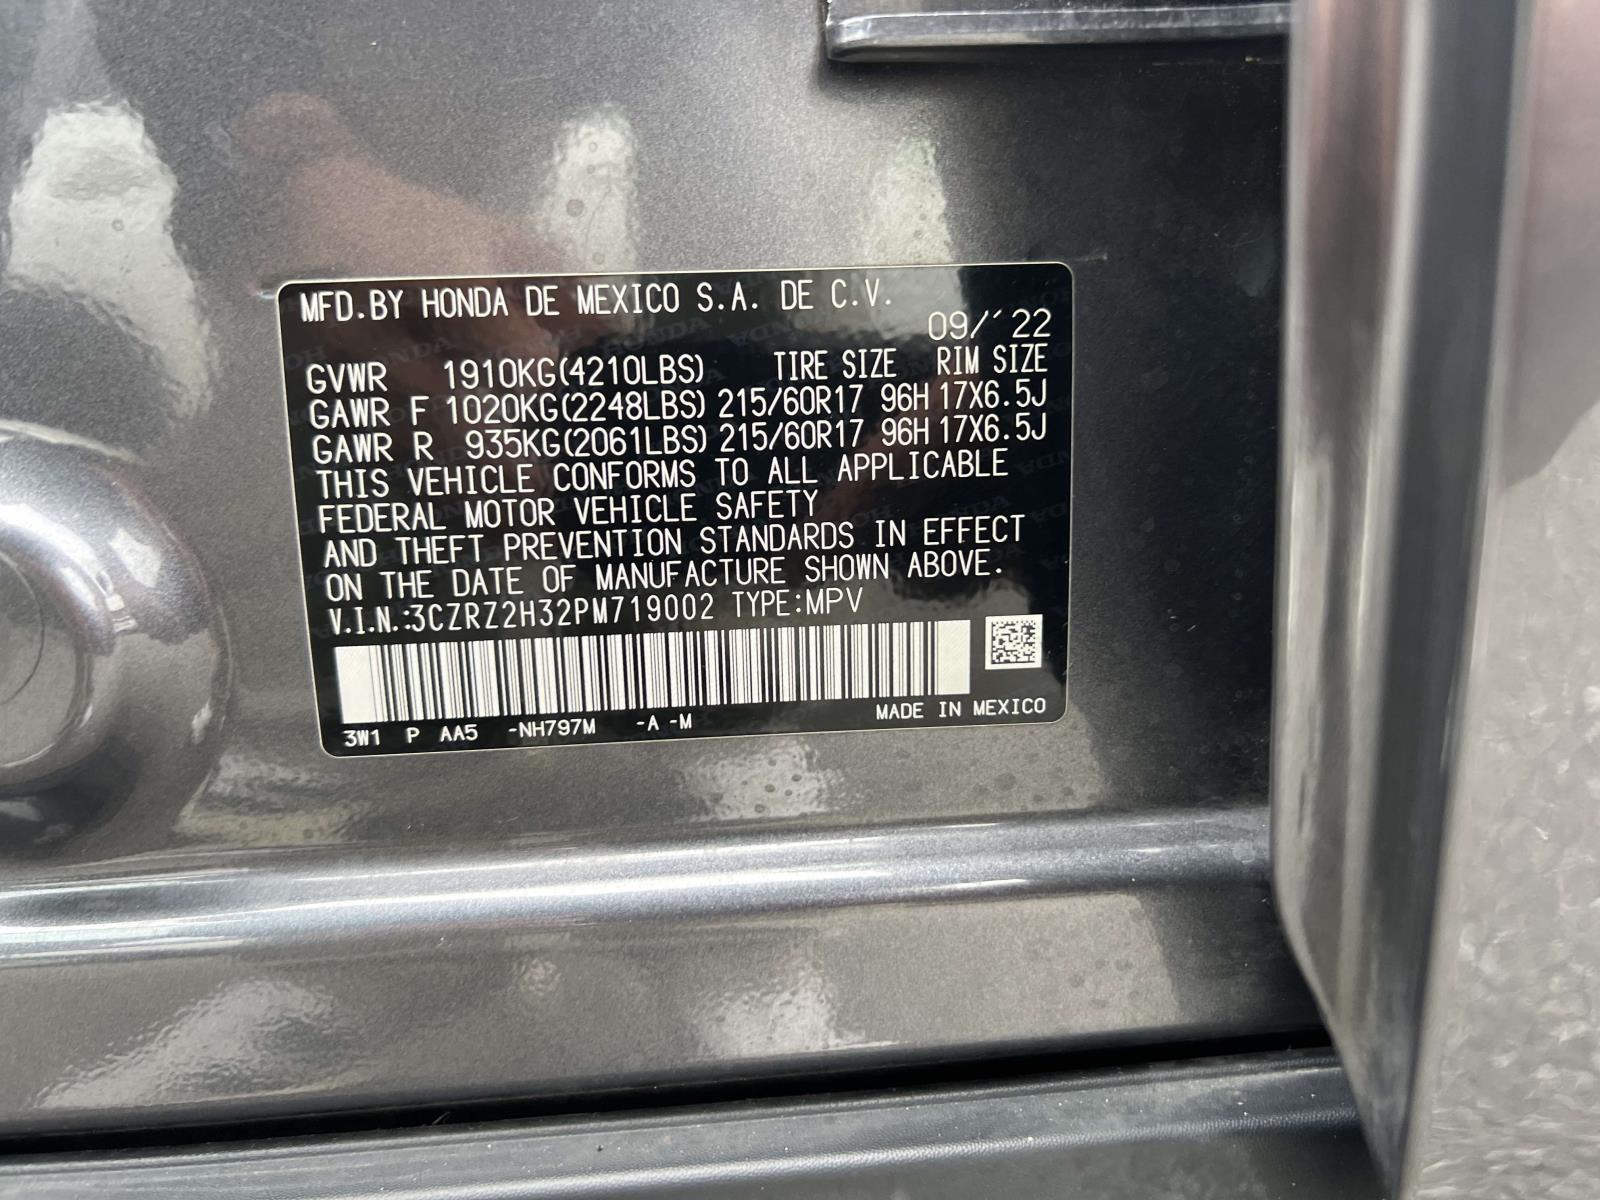 MFD.BY HONDA DE MEXICO S.A. DE C.V.
09/´22
GVWR 1910KG(4210LBS) TIRE SIZE RIM SIZE
GAWR F 1020KG(2248LBS) 215/60R17 96H 17X6.5J
GAWR R 935KG(2061LBS) 215/60R17 96H 17X6.5J
THIS VEHICLE CONFORMS TO ALL APPLICABLE
FEDERAL MOTOR VEHICLE SAFETY
AND THEFT PREVENTION STANDARDS IN EFFECT
ON THE DATE OF MANUFACTURE SHOWN ABOVE.
V.I.N.:3CZRZ2H32PM719002 TYPE:MPV
MADE IN MEXICO
3W1 P AA5 -NH797M -A -M